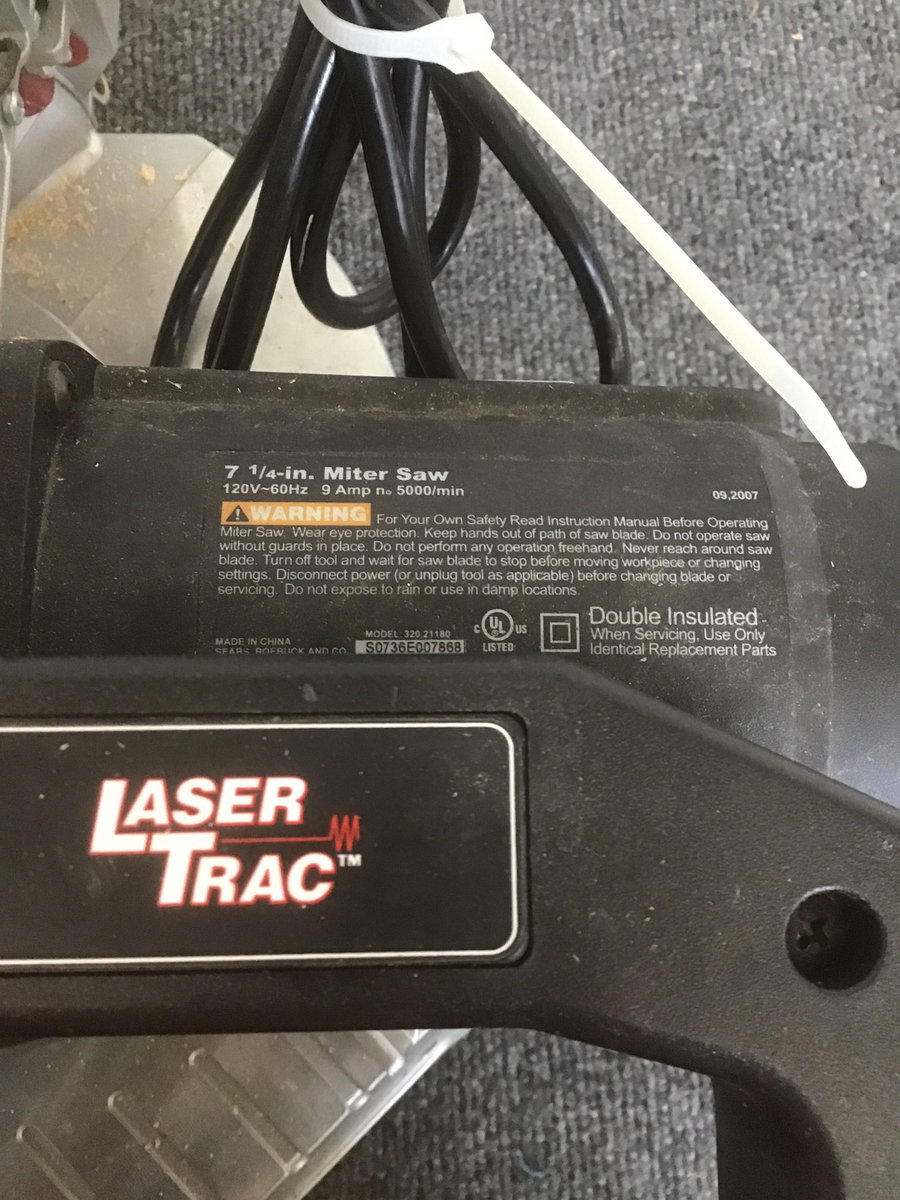 7 1/4-in. Miter Saw
120V~60Hz 9 Amp no 5000/min
09,2007
WARNING For Your Own Safety Read Instruction Manual Before Operating
Miter Saw. Wear eye protection. Keep hands out of path of saw blade. Do not operate saw
without guards in place. Do not perform any operation freehand. Never reach around saw
blade. Turn off tool and wait for saw blade to stop before moving workpiece or changing
settings. Disconnect power (or unplug tool as applicable) before changing blade or
servicing. Do not expose to rain or use in damp locations.
MADE IN CHINA
SEARS, ROEBUCK AND CO.
MODEL. 320.21180
S0736E007868
C UL US
LISTED
Double Insulated
When Servicing, Use Only
Identical Replacement Parts
LASER
TRAC™